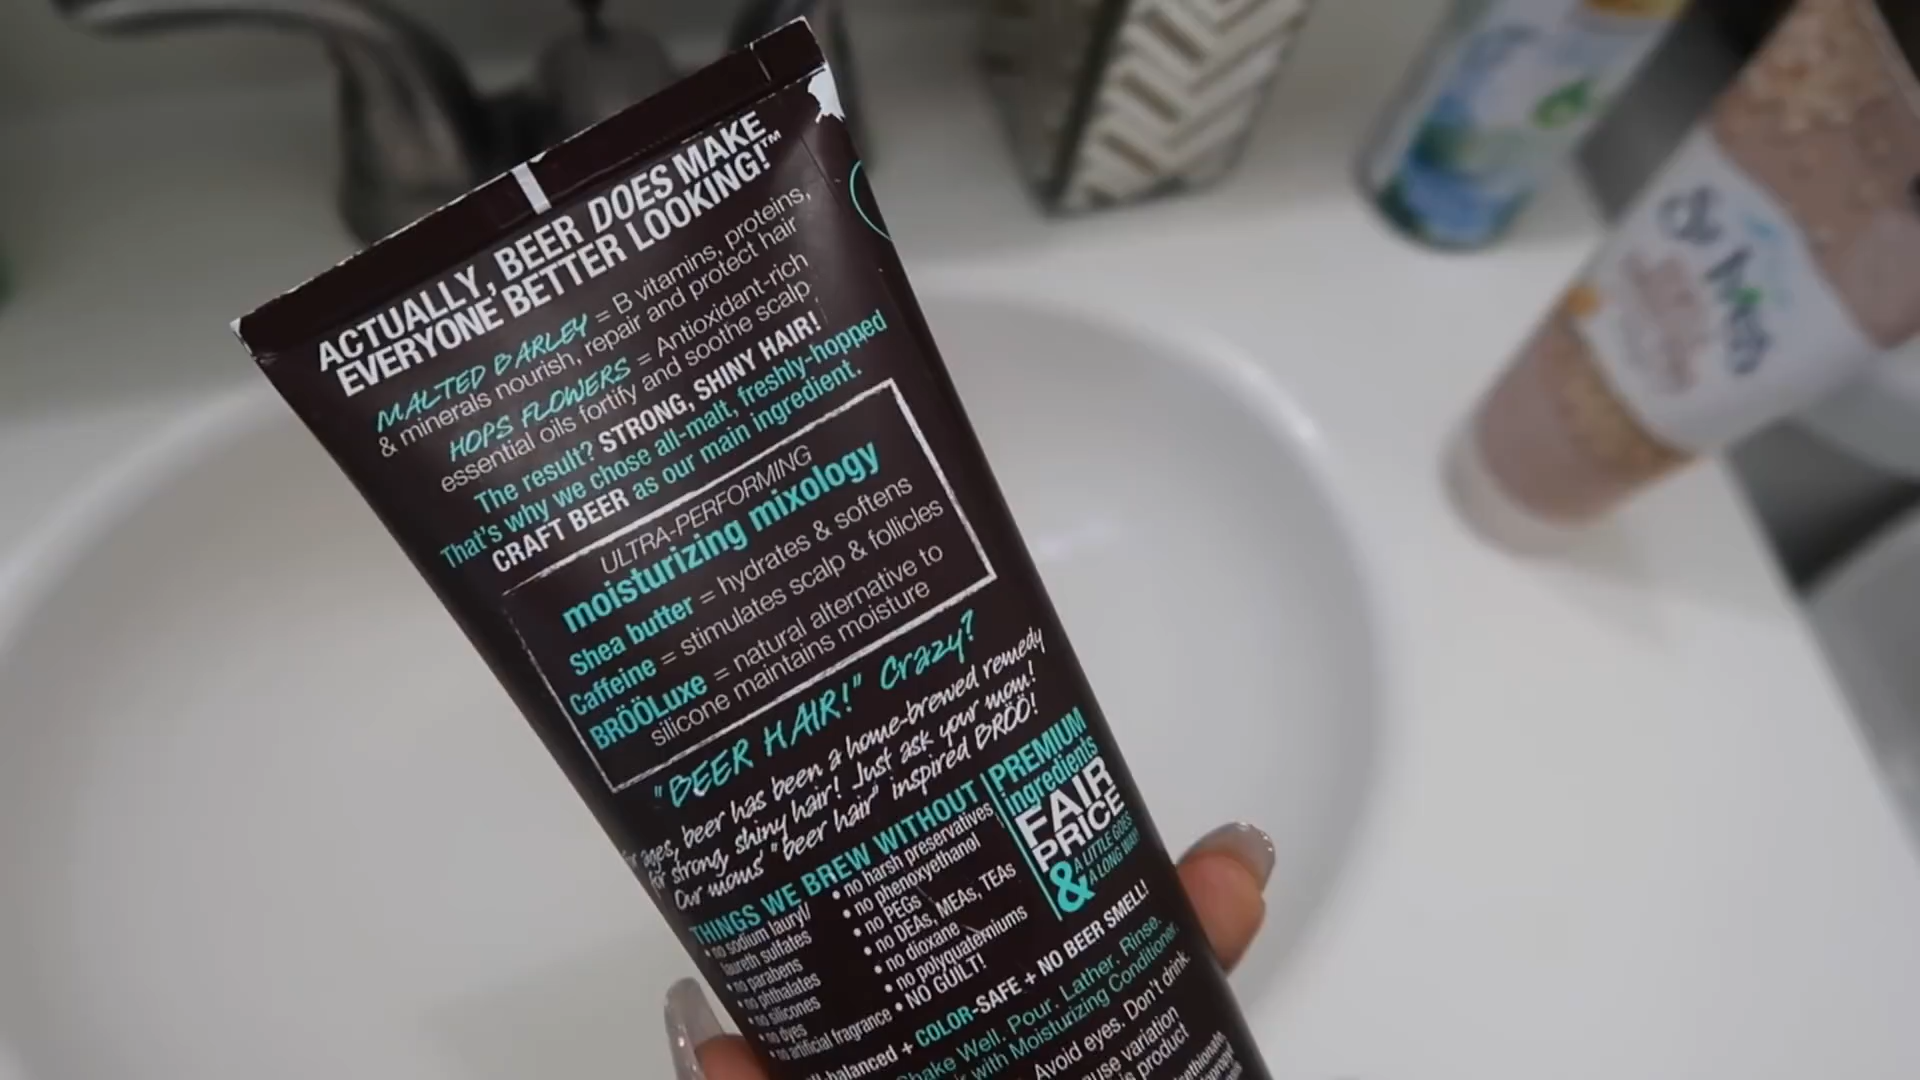 ACTUALLY, BEER DOES MAKE
EVERYONE BETTER LOOKING!™
MALTED BARLEY = B vitamins, proteins,
& minerals nourish, repair and protect hair
HOPS FLOWERS = Antioxidant-rich
essential oils fortify and soothe scalp
The result? STRONG, SHINY HAIR!
That's why we chose all-malt, freshly-hopped
CRAFT BEER as our main ingredient.
ULTRA-PERFORMING
moisturizing mixology
Shea butter = hydrates & softens
Caffeine = stimulates scalp & follicles
BRÖÖLuxe = natural alternative to
silicone maintains moisture
"BEER HAIR!" Crazy?
ages, beer has been a home-brewed remedy
for strong, shiny hair! Just ask your mom!
Our moms' "beer hair" inspired BRÖÖ!
THINGS WE BREW WITHOUT
• no sodium lauryl/
laureth sulfates
• no parabens
• no phthalates
• no silicones
• no dyes
no artificial fragrance
• no harsh preservatives
• no phenoxyethanol
• no PEGs
• no DEAs, MEAs, TEAs
• no dioxane
• no polyquaterniums
• NO GUILT!
PREMIUM
ingredients
FAIR
PRICE
& A LITTLE GOES
A LONG WAY!
balanced + COLOR-SAFE + NO BEER SMELL!
Shake Well. Pour. Lather. Rinse.
with Moisturizing Conditioner.
Avoid eyes. Don't drink.
variation
product
St. Ives